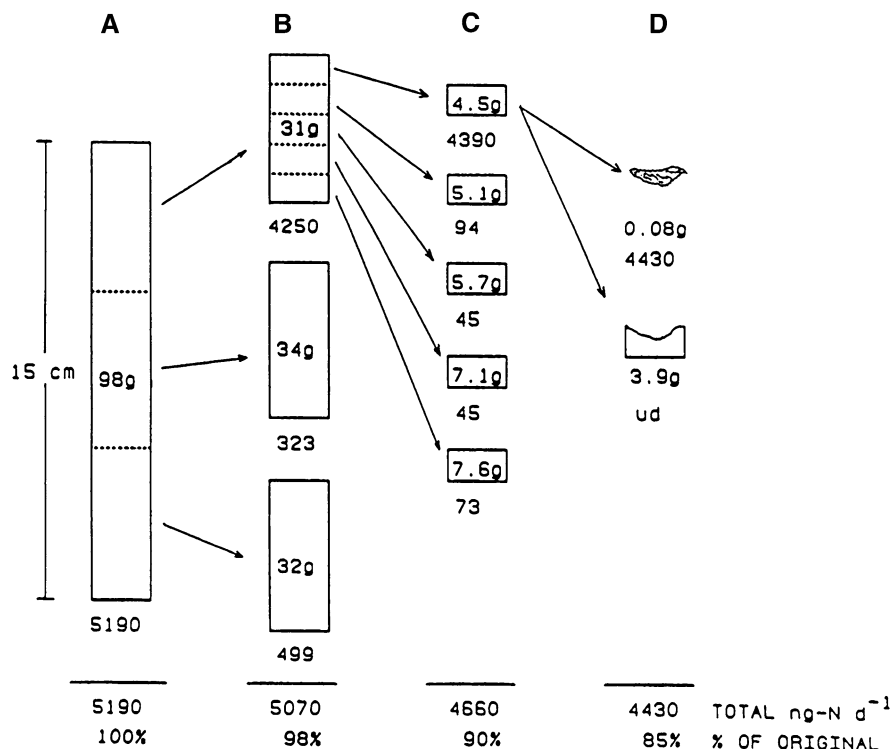 A B C D
15 cm
98g
5190
31g
4250
34g
323
32g
499
4.5g
4390
5.1g
94
5.7g
45
7.1g
45
7.6g
73
0.08g
4430
3.9g
ud
5190 5070 4660 4430 TOTAL ng-N d⁻¹
100% 98% 90% 85% % OF ORIGINAL